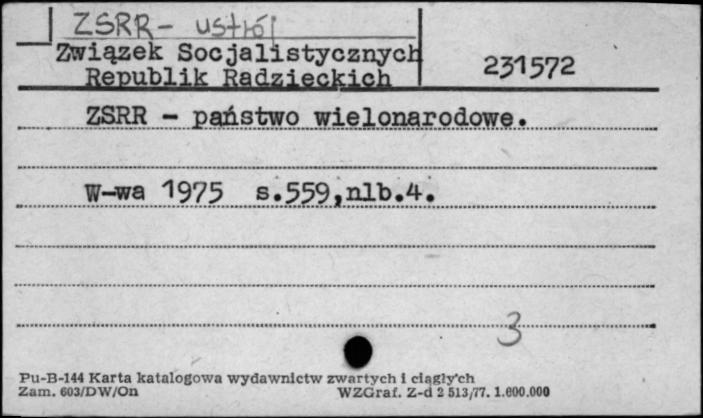 ZSRR- ustrój
Związek Socjalistycznych
Republik Radzieckich
231572
ZSRR - państwo wielonarodowe.
W-wa 1975 s.559,nlb.4.
3
Pu-B-144 Karta katalogowa wydawnictw zwartych i ciągłych
Zam. 603/DW/On
WZGraf. Z-d 2 513/77. 1.600.000